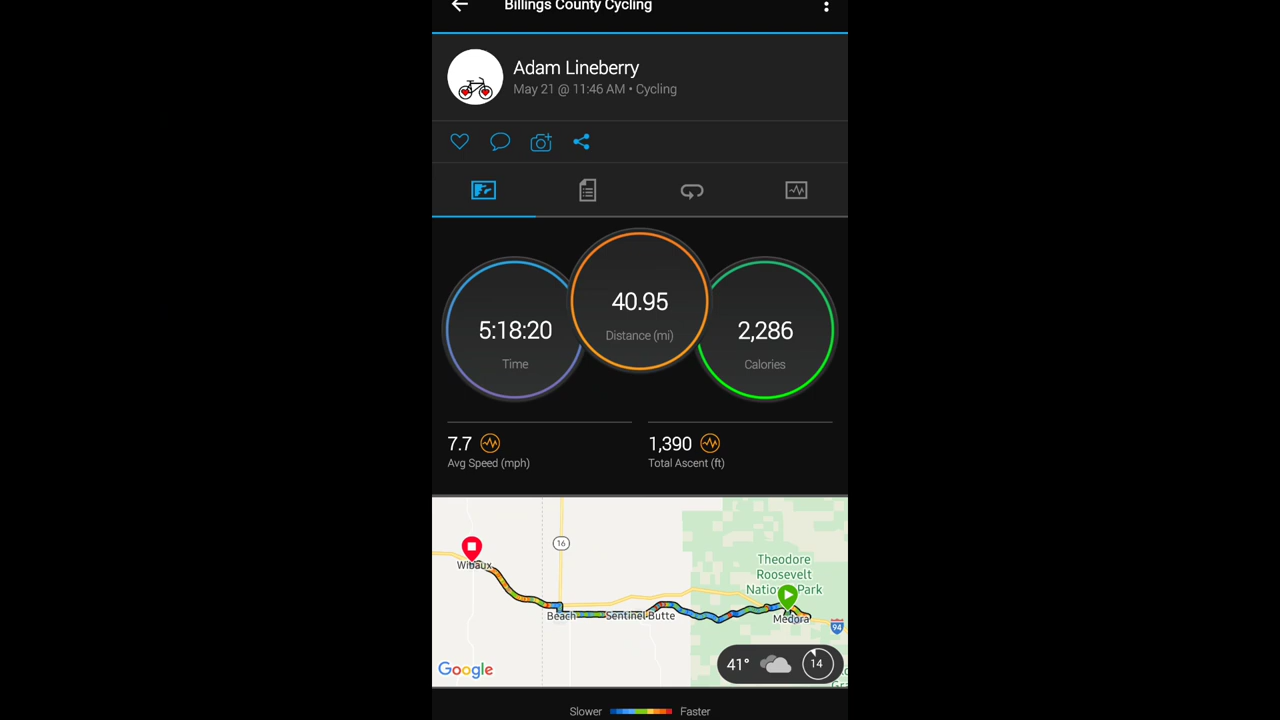 Billings County Cycling
Adam Lineberry
May 21 @ 11:46 AM • Cycling
40.95
Distance (mi)
5:18:20
Time
2,286
Calories
7.7
Avg Speed (mph)
1,390
Total Ascent (ft)
16
Theodore
Roosevelt
National Park
Wibaux
Beach
Sentinel Butte
Medora
94
Google
41°
14
Slower
Faster